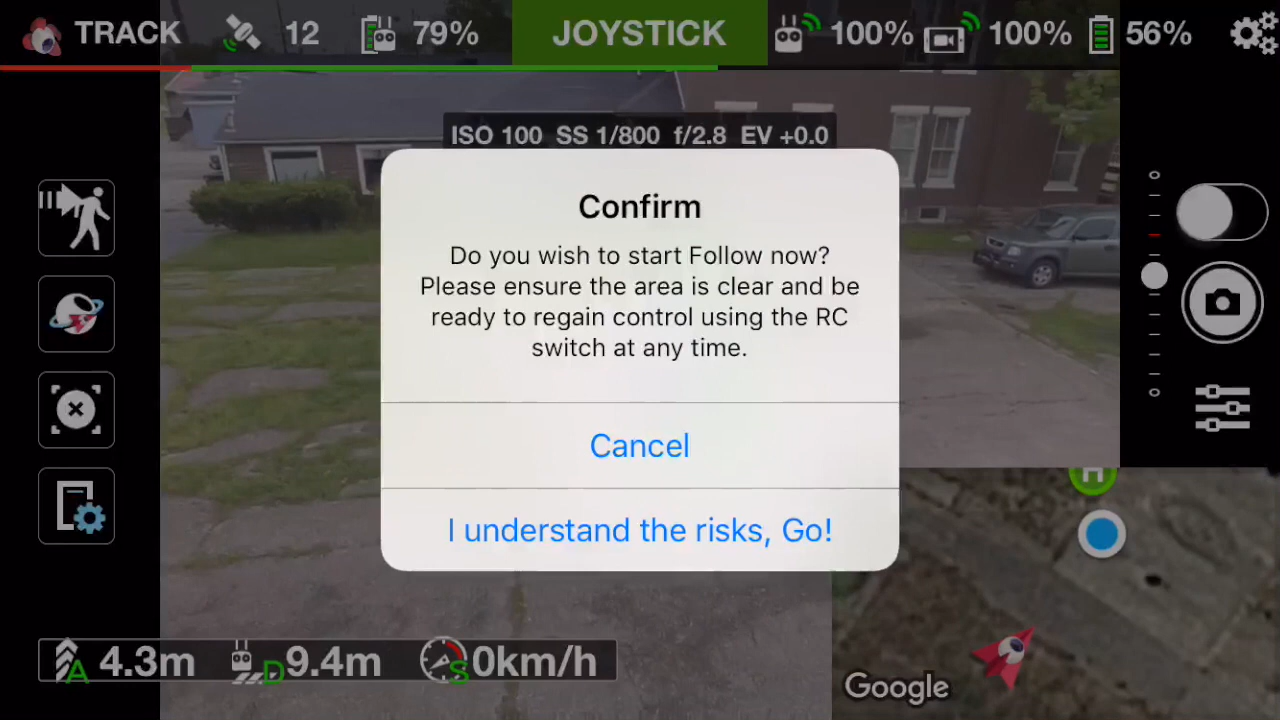 TRACK 12 79% JOYSTICK 100% 100% 56%
ISO 100 SS 1/800 f/2.8 EV +0.0
Confirm
Do you wish to start Follow now?
Please ensure the area is clear and be
ready to regain control using the RC
switch at any time.
Cancel
I understand the risks, Go!
H
A 4.3m D 9.4m S 0km/h
Google